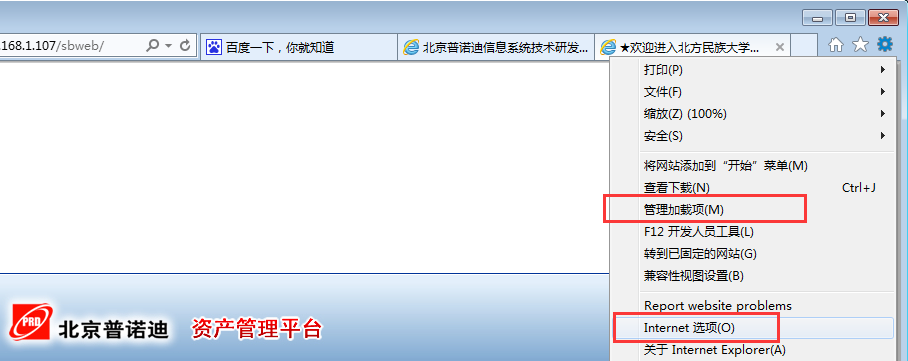 .168.1.107/sbweb/
百度一下，你就知道
北京普诺迪信息系统技术研发...
★欢迎进入北方民族大学...
打印(P)
文件(F)
缩放(Z) (100%)
安全(S)
将网站添加到“开始”菜单(M)
查看下载(N) Ctrl+J
管理加载项(M)
F12 开发人员工具(L)
转到已固定的网站(G)
兼容性视图设置(B)
Report website problems
Internet 选项(O)
关于 Internet Explorer(A)
PRD 北京普诺迪 资产管理平台